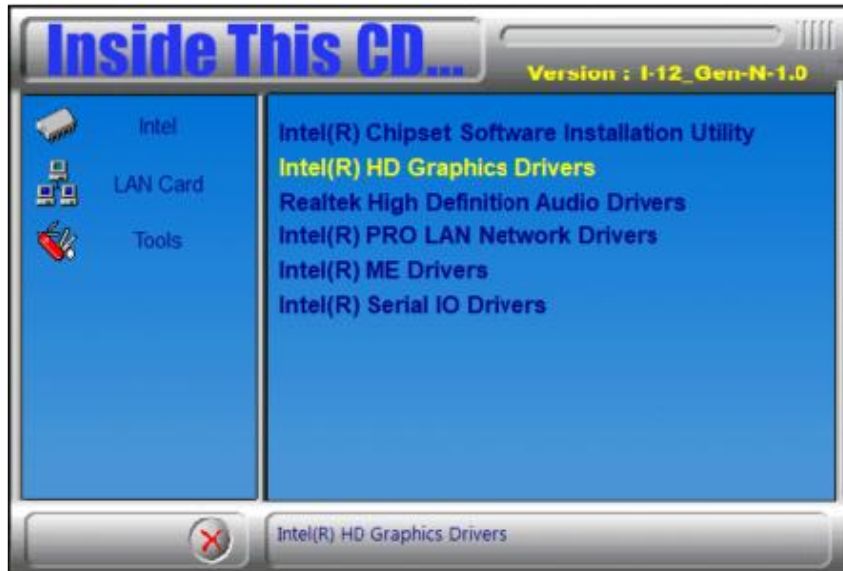 Inside This CD...
Version : I-12_Gen-N-1.0
Intel
LAN Card
Tools
Intel(R) Chipset Software Installation Utility
Intel(R) HD Graphics Drivers
Realtek High Definition Audio Drivers
Intel(R) PRO LAN Network Drivers
Intel(R) ME Drivers
Intel(R) Serial IO Drivers
Intel(R) HD Graphics Drivers